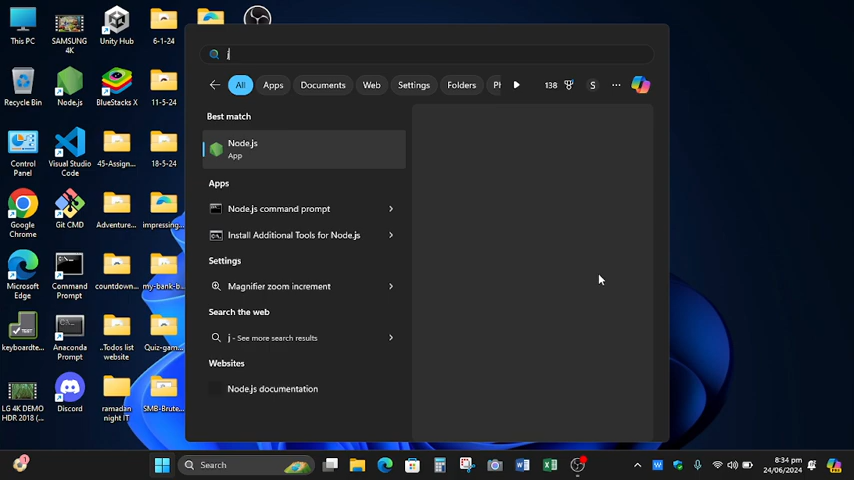 This PC
SAMSUNG 4K
Unity Hub
6-1-24
Recycle Bin
Node.js
BlueStacks X
11-5-24
Control Panel
Visual Studio Code
45-Assign...
18-5-24
Google Chrome
Git CMD
Adventure...
impressing...
Microsoft Edge
Command Prompt
countdown...
my-bank-b...
keyboardte...
Anaconda Prompt
..Todos list website
Quiz-gam...
LG 4K DEMO HDR 2018 (...
Discord
ramadan night IT
SMB-Brute...
j
All
Apps
Documents
Web
Settings
Folders
Ph
138
S
Best match
Node.js
App
Apps
Node.js command prompt
Install Additional Tools for Node.js
Settings
Magnifier zoom increment
Search the web
j - See more search results
Websites
Node.js documentation
Search
8:34 pm
24/06/2024